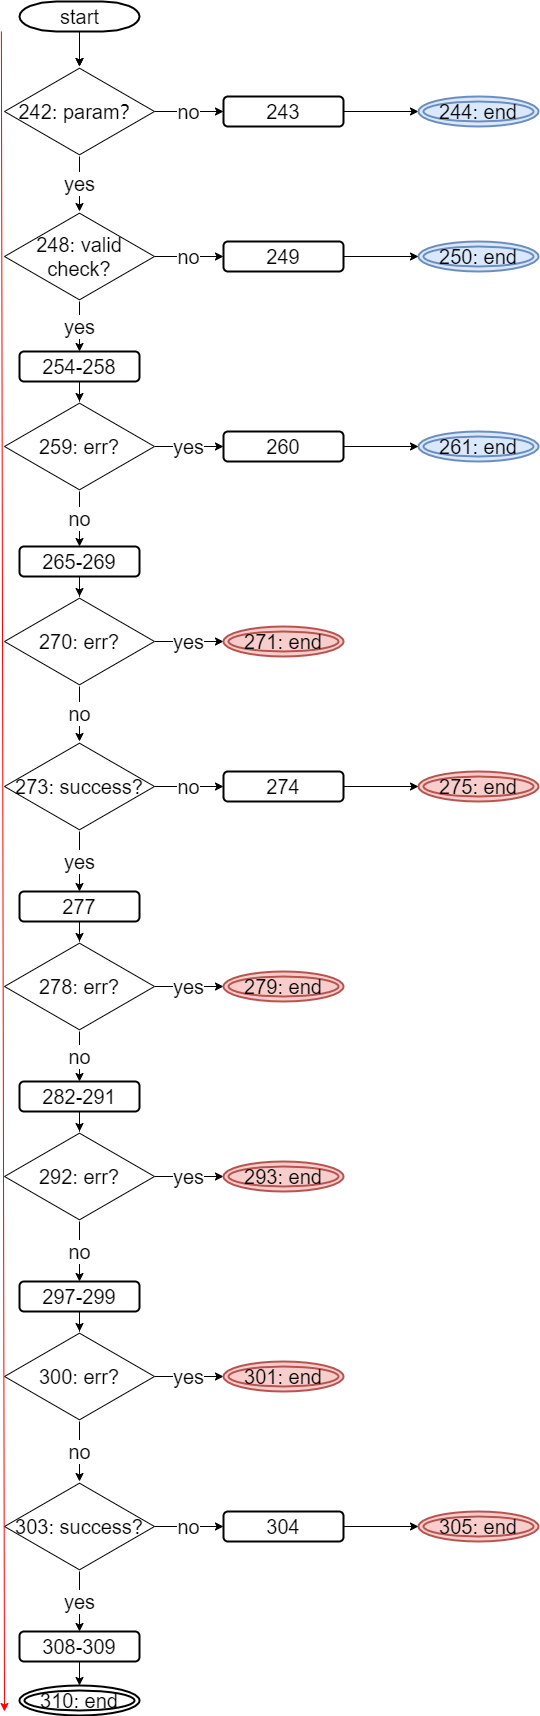 start
242: param?
no
243
244: end
yes
248: valid
check?
no
249
250: end
yes
254-258
259: err?
yes
260
261: end
no
265-269
270: err?
yes
271: end
no
273: success?
no
274
275: end
yes
277
278: err?
yes
279: end
no
282-291
292: err?
yes
293: end
no
297-299
300: err?
yes
301: end
no
303: success?
no
304
305: end
yes
308-309
310: end